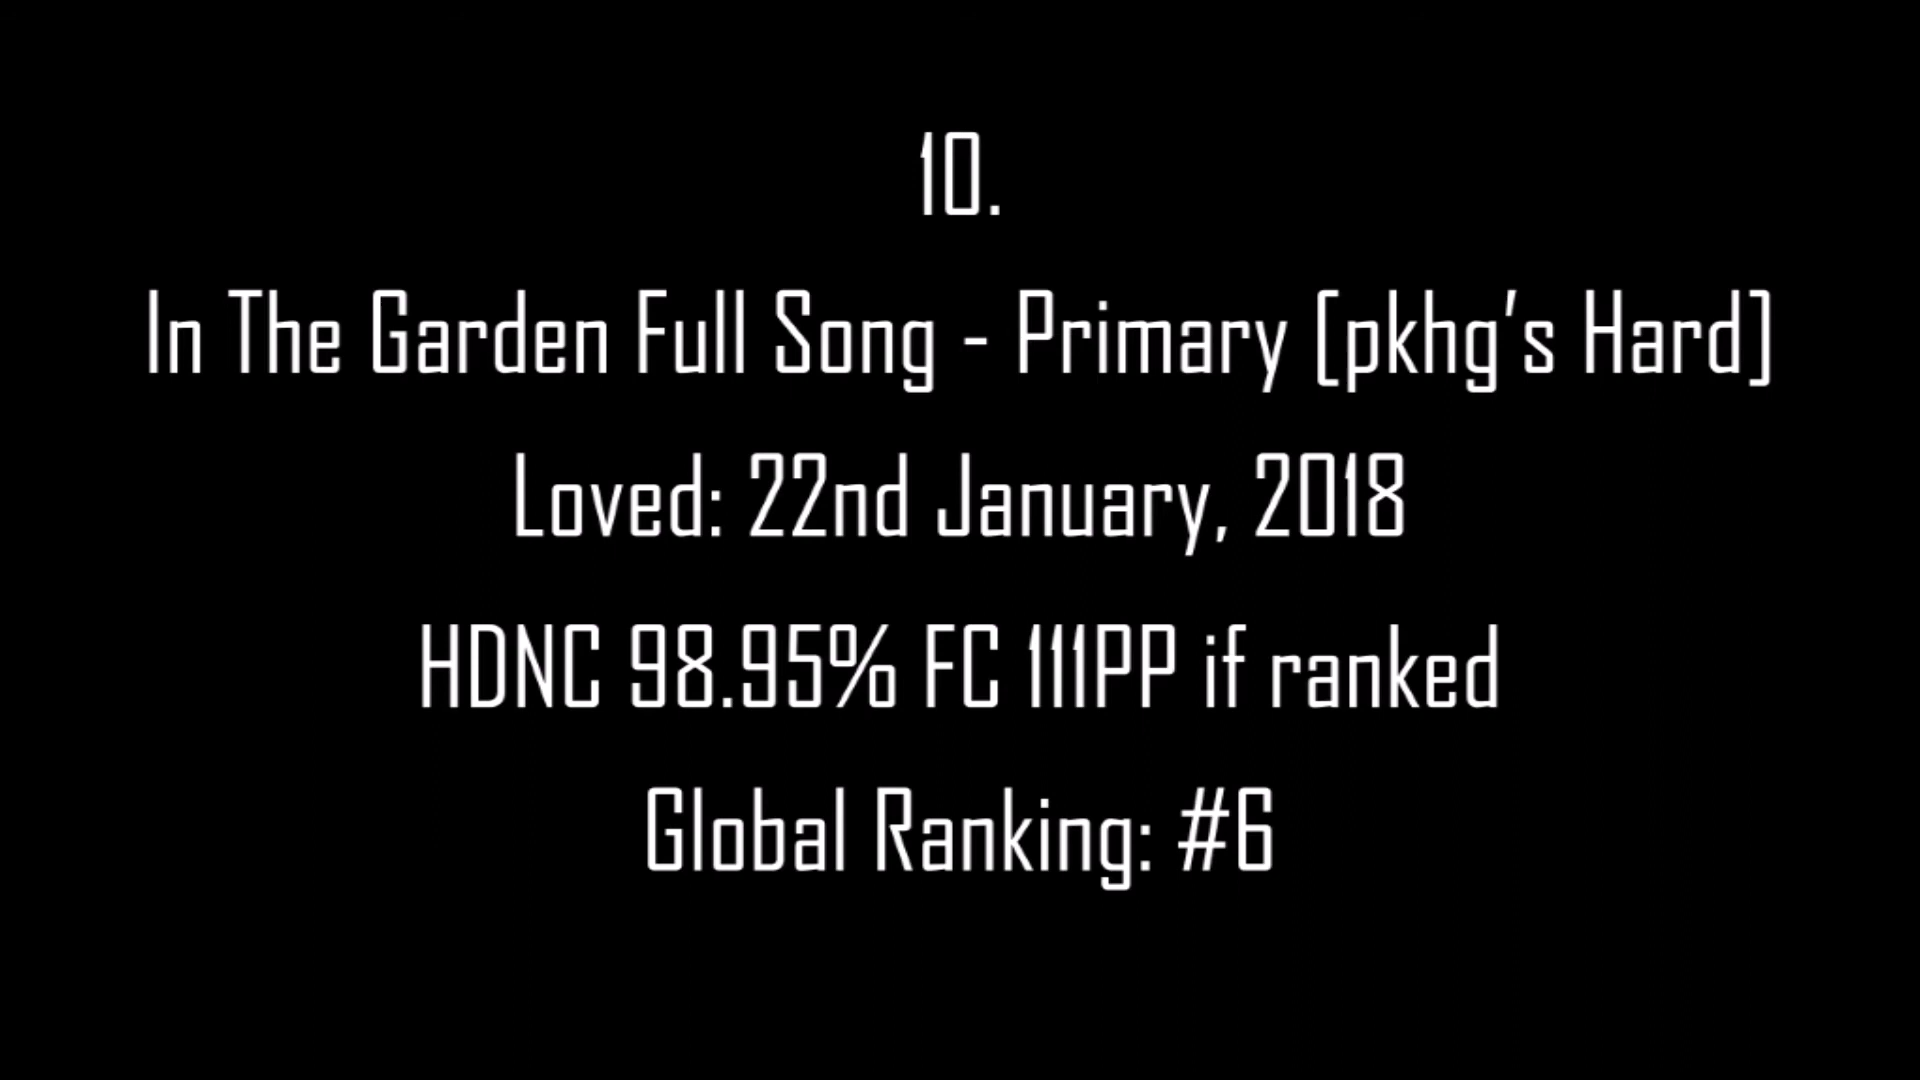 10.
In The Garden Full Song - Primary [pkhg’s Hard]
Loved: 22nd January, 2018
HDNC 98.95% FC 111PP if ranked
Global Ranking: #6